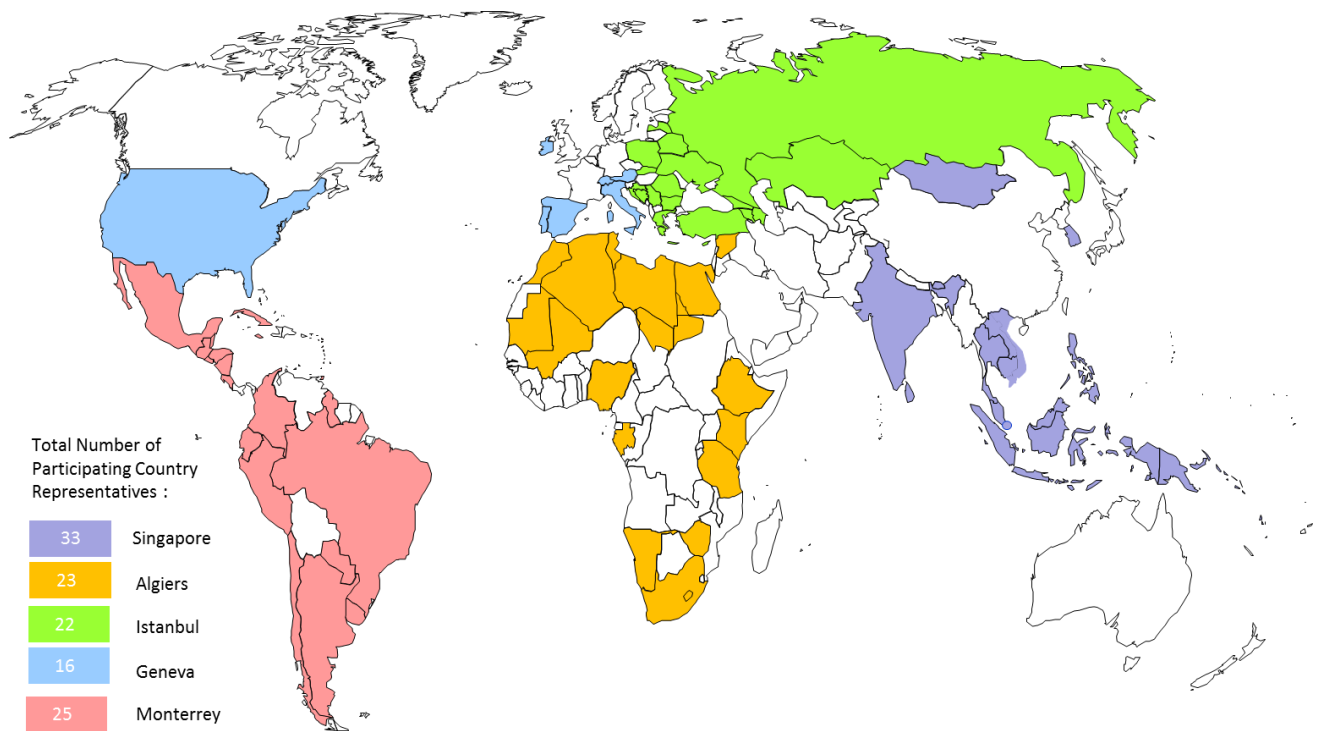 Total Number of
Participating Country
Representatives :
33 Singapore
23 Algiers
22 Istanbul
16 Geneva
25 Monterrey